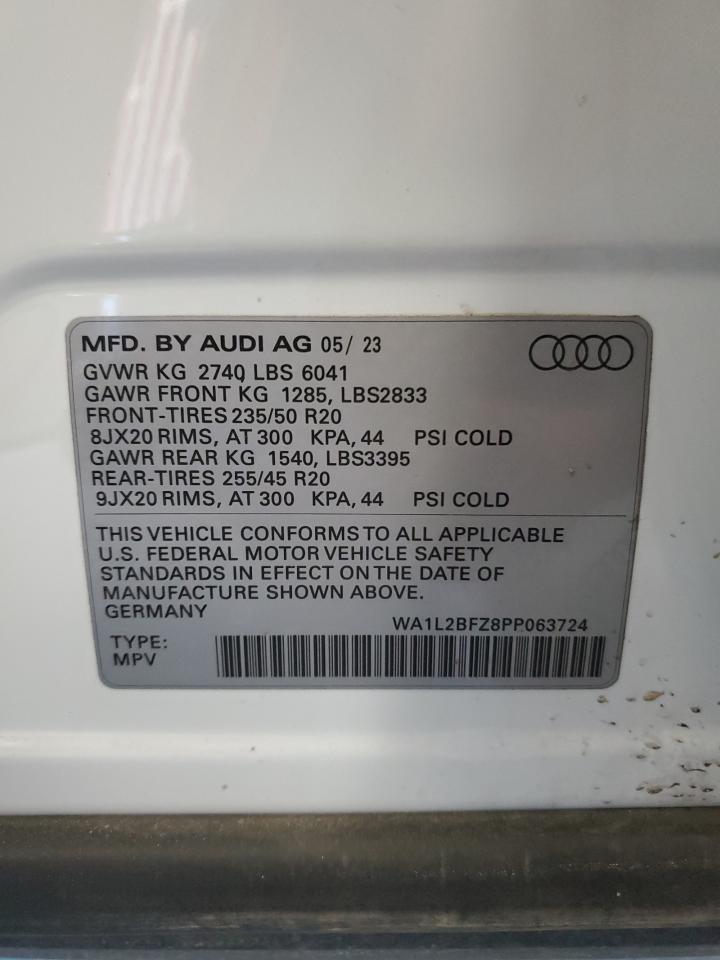 MFD. BY AUDI AG 05/ 23
GVWR KG 2740 LBS 6041
GAWR FRONT KG 1285, LBS2833
FRONT-TIRES 235/50 R20
8JX20 RIMS, AT 300 KPA, 44 PSI COLD
GAWR REAR KG 1540, LBS3395
REAR-TIRES 255/45 R20
9JX20 RIMS, AT 300 KPA, 44 PSI COLD
THIS VEHICLE CONFORMS TO ALL APPLICABLE
U.S. FEDERAL MOTOR VEHICLE SAFETY
STANDARDS IN EFFECT ON THE DATE OF
MANUFACTURE SHOWN ABOVE.
GERMANY
WA1L2BFZ8PP063724
TYPE:
MPV